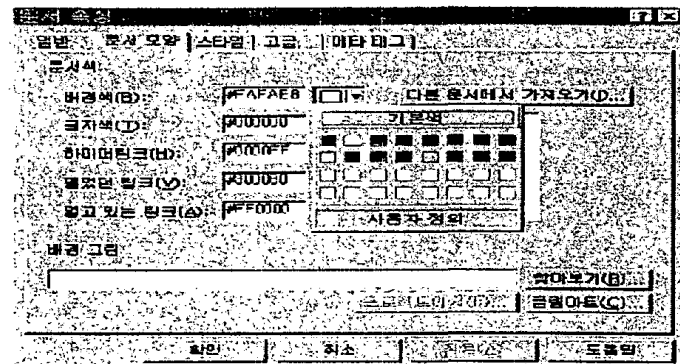 문서 속성
일반 문서 모양 스타일 고급 메타 태그
문서색
배경색(B): #FAFAE8 다른 문서에서 가져오기(D)...
글자색(T): #000000
기본색
하이퍼링크(H): #0000FF
열었던 링크(V):
열고 있는 링크(A): #FF0000
사용자 정의
배경 그림
찾아보기(B)...
클립아트(C)...
확인 취소 도움말